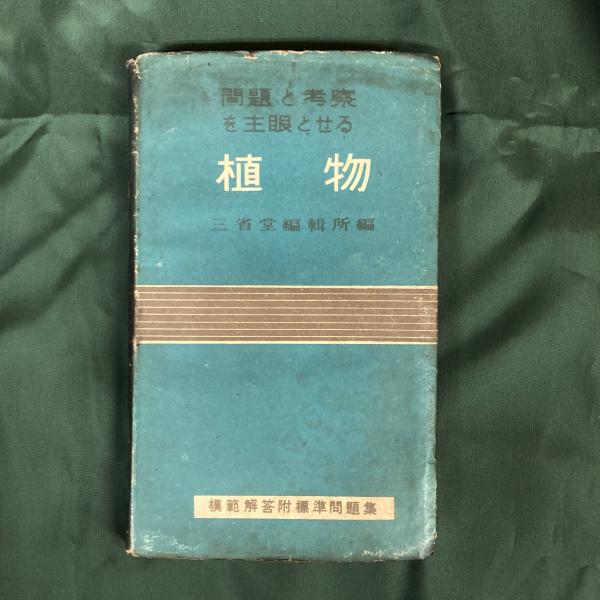 問題と考察
を主眼とせる
植物
三省堂編輯所編
模範解答附標準問題集